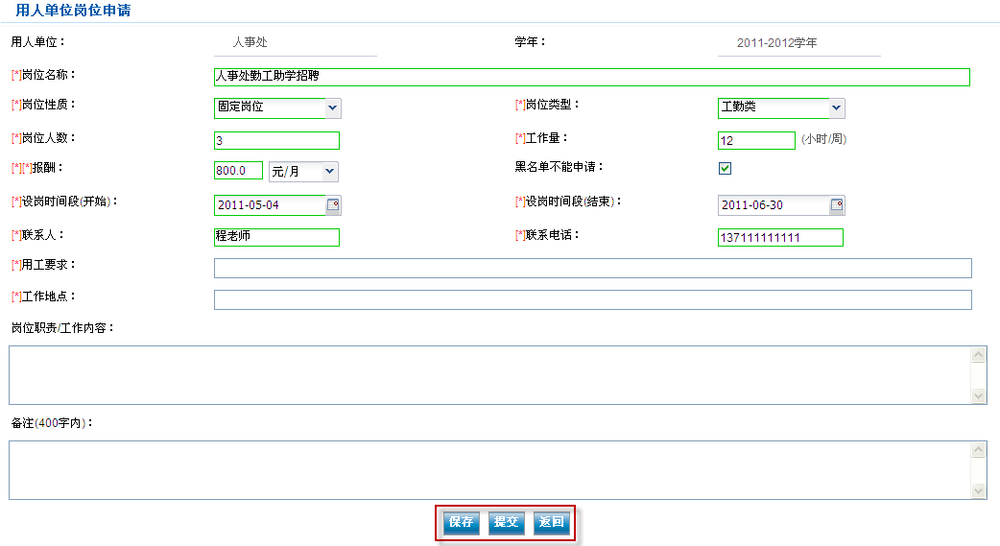 用人单位岗位申请
用人单位： 人事处 学年： 2011-2012学年
[*]岗位名称： 人事处勤工助学招聘
[*]岗位性质： 固定岗位 [*]岗位类型： 工勤类
[*]岗位人数： 3 [*]工作量： 12 (小时/周)
[*][*]报酬： 800.0 元/月 黑名单不能申请：
[*]设岗时间段(开始)： 2011-05-04 [*]设岗时间段(结束)： 2011-06-30
[*]联系人： 程老师 [*]联系电话： 137111111111
[*]用工要求：
[*]工作地点：
岗位职责/工作内容：
备注(400字内)：
保存 提交 返回